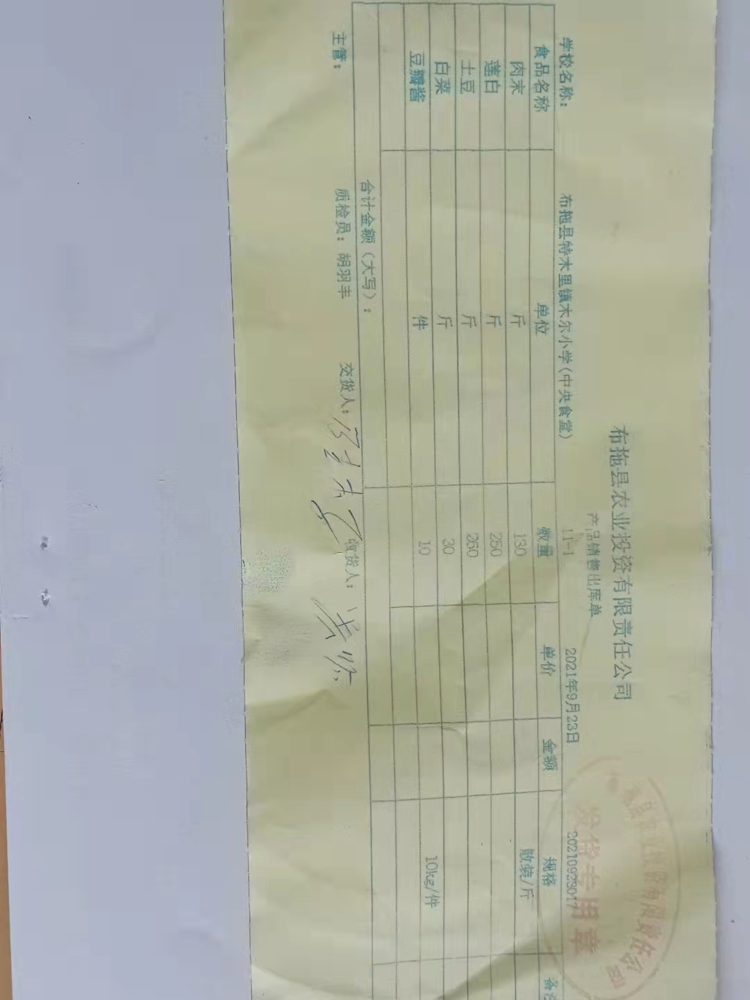 布拖县农业投资有限责任公司
产品销售出库单
学校名称: 布拖县特木里镇木尔小学(中央食堂) 11-1 2021年9月23日 20210923017
食品名称 单位 数量 单价 金额 规格 备注
肉末 斤 130 散装/斤
莲白 斤 250
土豆 斤 260
白菜 斤 30
豆瓣酱 件 10 10kg/件
合计金额(大写):
主管: 质检员: 胡羽丰 交货人: 收货人:
发货专用章